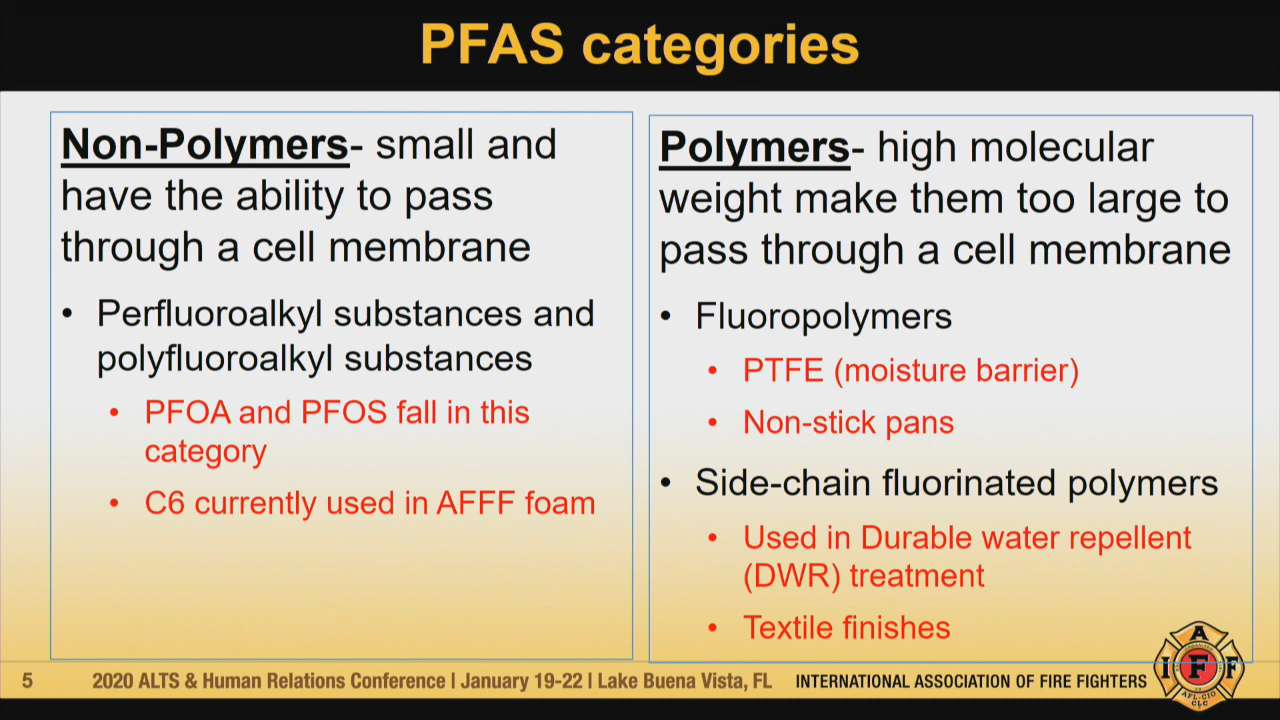 PFAS categories
Non-Polymers- small and
have the ability to pass
through a cell membrane
• Perfluoroalkyl substances and
polyfluoroalkyl substances
• PFOA and PFOS fall in this
category
• C6 currently used in AFFF foam
Polymers- high molecular
weight make them too large to
pass through a cell membrane
• Fluoropolymers
• PTFE (moisture barrier)
• Non-stick pans
• Side-chain fluorinated polymers
• Used in Durable water repellent
(DWR) treatment
• Textile finishes
5
2020 ALTS & Human Relations Conference | January 19-22 | Lake Buena Vista, FL
INTERNATIONAL ASSOCIATION OF FIRE FIGHTERS
A
I F F
AFL-CIO
CLC